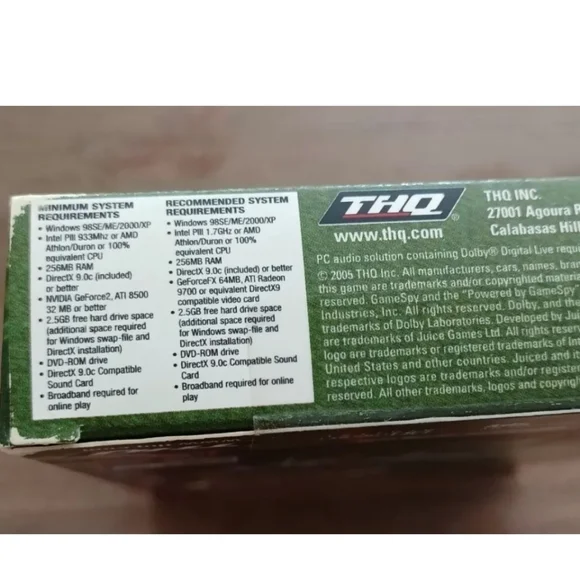 MINIMUM SYSTEM
REQUIREMENTS
• Windows 98SE/ME/2000/XP
• Intel PIII 933Mhz or AMD
Athlon/Duron or 100%
equivalent CPU
• 256MB RAM
• DirectX 9.0c (included)
or better
• NVIDIA GeForce2, ATI 8500
32 MB or better
• 2.5GB free hard drive space
(additional space required
for Windows swap-file and
DirectX installation)
• DVD-ROM drive
• DirectX 9.0c Compatible
Sound Card
• Broadband required for
online play
RECOMMENDED SYSTEM
REQUIREMENTS
• Windows 98SE/ME/2000/XP
• Intel PIII 1.7GHz or AMD
Athlon/Duron or 100%
equivalent CPU
• 256MB RAM
• DirectX 9.0c (included) or better
• GeForceFX 64MB, ATI Radeon
9700 or equivalent DirectX9
compatible video card
• 2.5GB free hard drive space
(additional space required
for Windows swap-file and
DirectX installation)
• DVD-ROM drive
• DirectX 9.0c Compatible Sound
Card
• Broadband required for online
play
THQ®
www.thq.com
THQ INC.
27001 Agoura
Calabasas Hill
PC audio solution containing Dolby® Digital Live requ
© 2005 THQ Inc. All manufacturers, cars, names, bran
this game are trademarks and/or copyrighted materia
reserved. GameSpy and the "Powered by GameSpy
Industries, Inc. All rights reserved. Dolby, and the
trademarks of Dolby Laboratories. Developed by Juic
are trademarks of Juice Games Ltd. All rights
logo are trademarks or registered trademarks of
United States and other countries. Juiced and
respective logos are trademarks and/or
reserved. All other trademarks, logos and copyrig